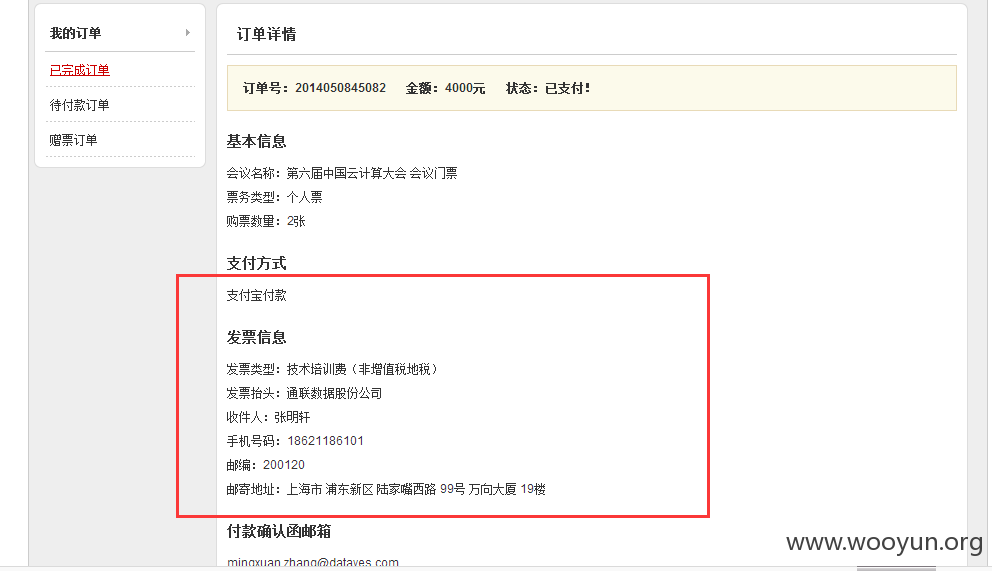 我的订单
已完成订单
待付款订单
赠票订单
订单详情
订单号：2014050845082 金额：4000元 状态：已支付！
基本信息
会议名称：第六届中国云计算大会 会议门票
票务类型：个人票
购票数量：2张
支付方式
支付宝付款
发票信息
发票类型：技术培训费（非增值税地税）
发票抬头：通联数据股份公司
收件人：张明轩
手机号码：18621186101
邮编：200120
邮寄地址：上海市 浦东新区 陆家嘴西路 99号 万向大厦 19楼
付款确认函邮箱
mingxuan.zhang@datayes.com
www.wooyun.org